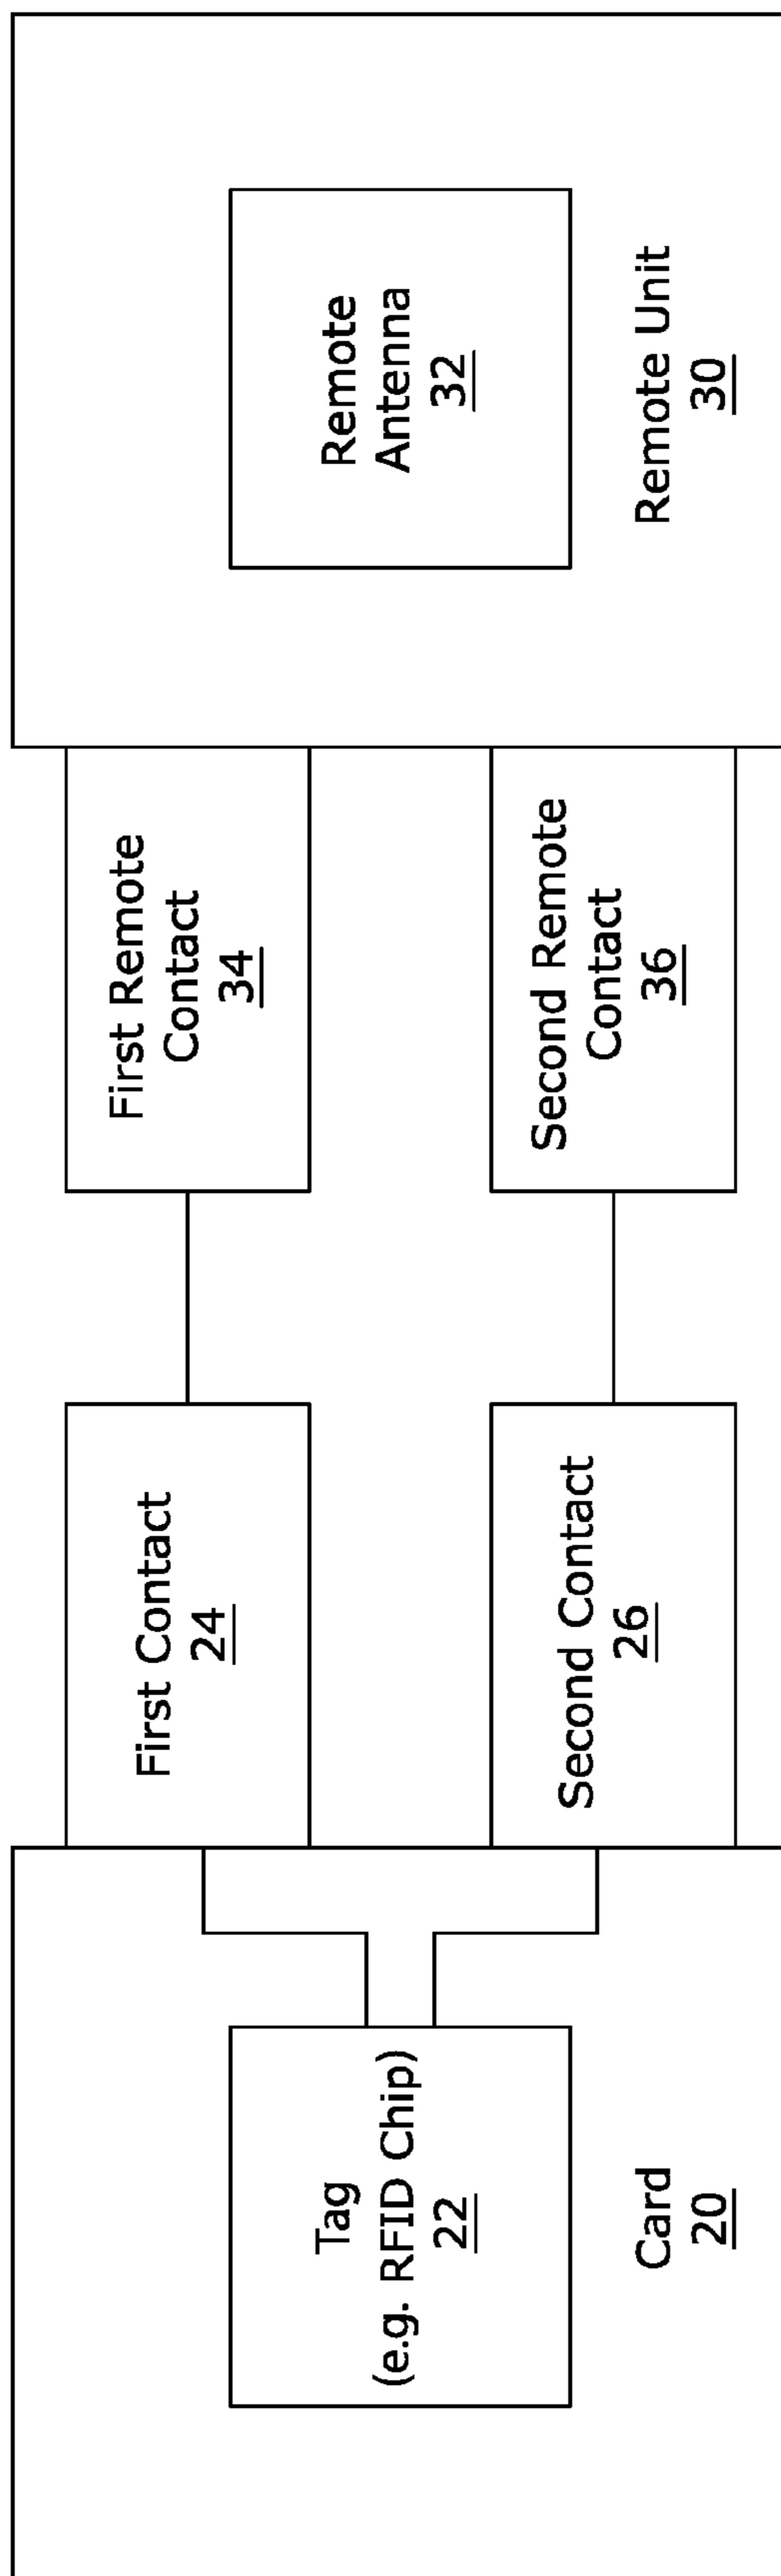 Tag
(e.g. RFID Chip)
22
Card
20
First Contact
24
Second Contact
26
First Remote
Contact
34
Second Remote
Contact
36
Remote
Antenna
32
Remote Unit
30